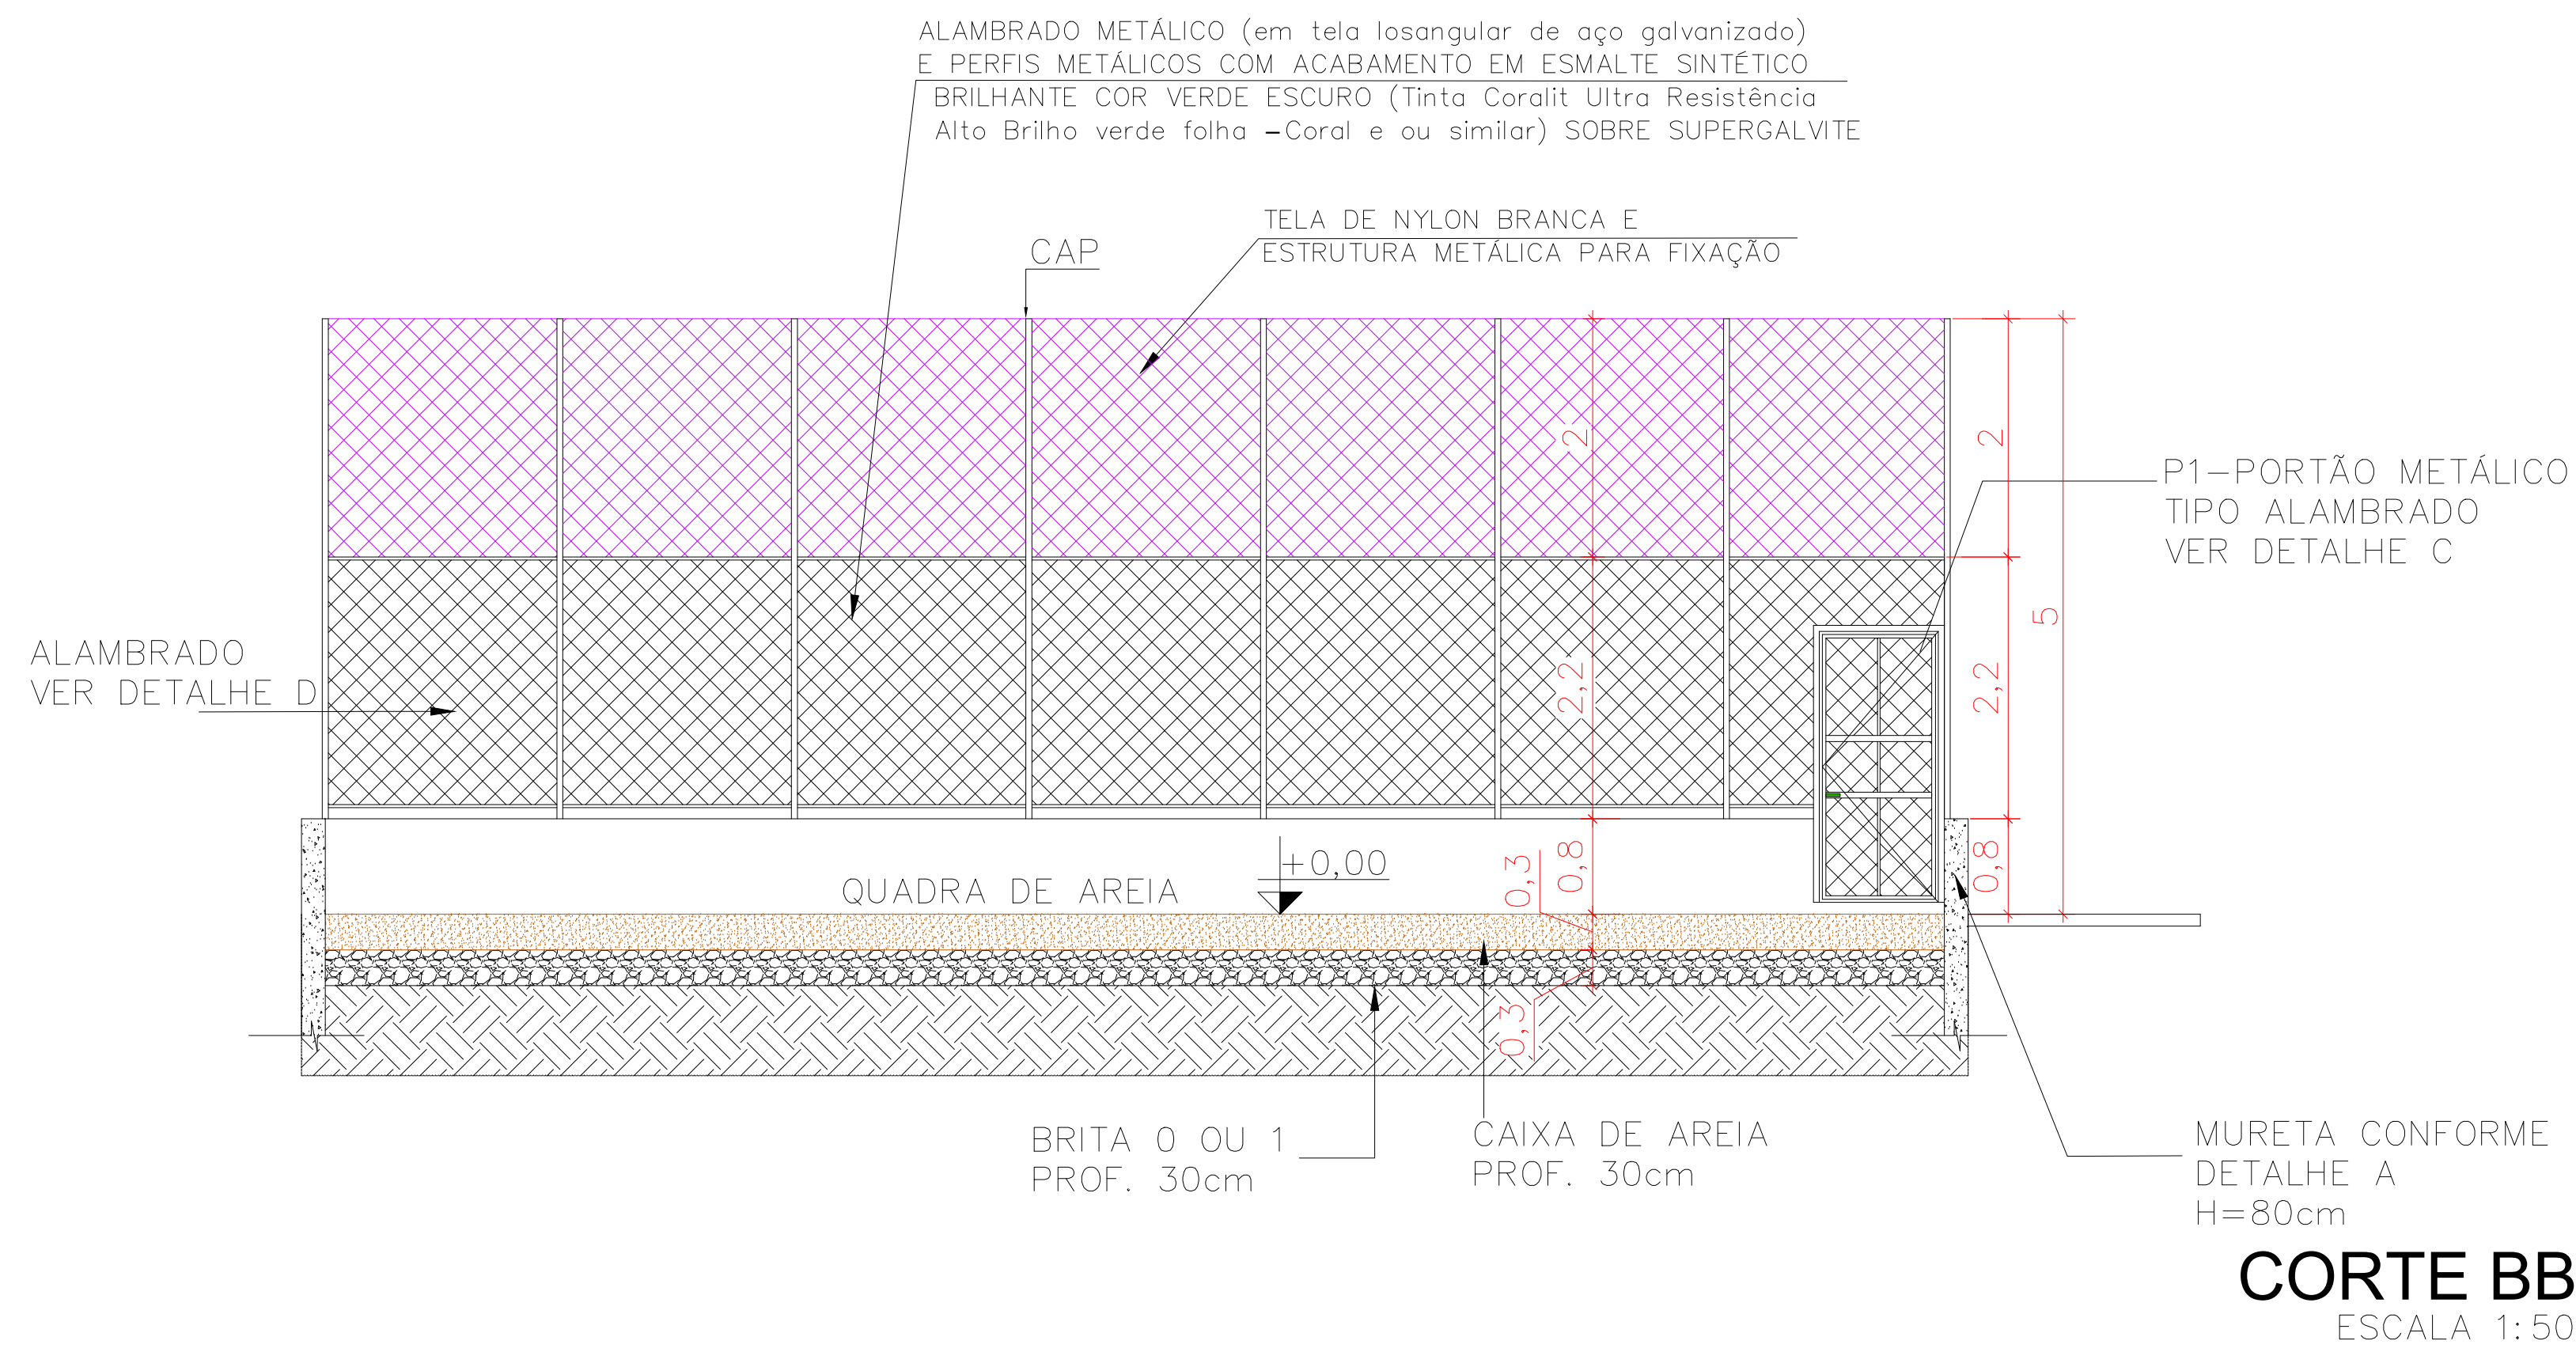 ALAMBRADO METÁLICO (em tela losangular de aço galvanizado)
E PERFIS METÁLICOS COM ACABAMENTO EM ESMALTE SINTÉTICO
BRILHANTE COR VERDE ESCURO (Tinta Coralit Ultra Resistência
Alto Brilho verde folha –Coral e ou similar) SOBRE SUPERGALVITE
TELA DE NYLON BRANCA E
ESTRUTURA METÁLICA PARA FIXAÇÃO
CAP
2
2
P1–PORTÃO METÁLICO
TIPO ALAMBRADO
VER DETALHE C
5
ALAMBRADO
VER DETALHE D
2,2
2,2
+0,00
QUADRA DE AREIA
0,3
0,8
0,8
0,3
BRITA 0 OU 1
PROF. 30cm
CAIXA DE AREIA
PROF. 30cm
MURETA CONFORME
DETALHE A
H=80cm
CORTE BB
ESCALA 1:50